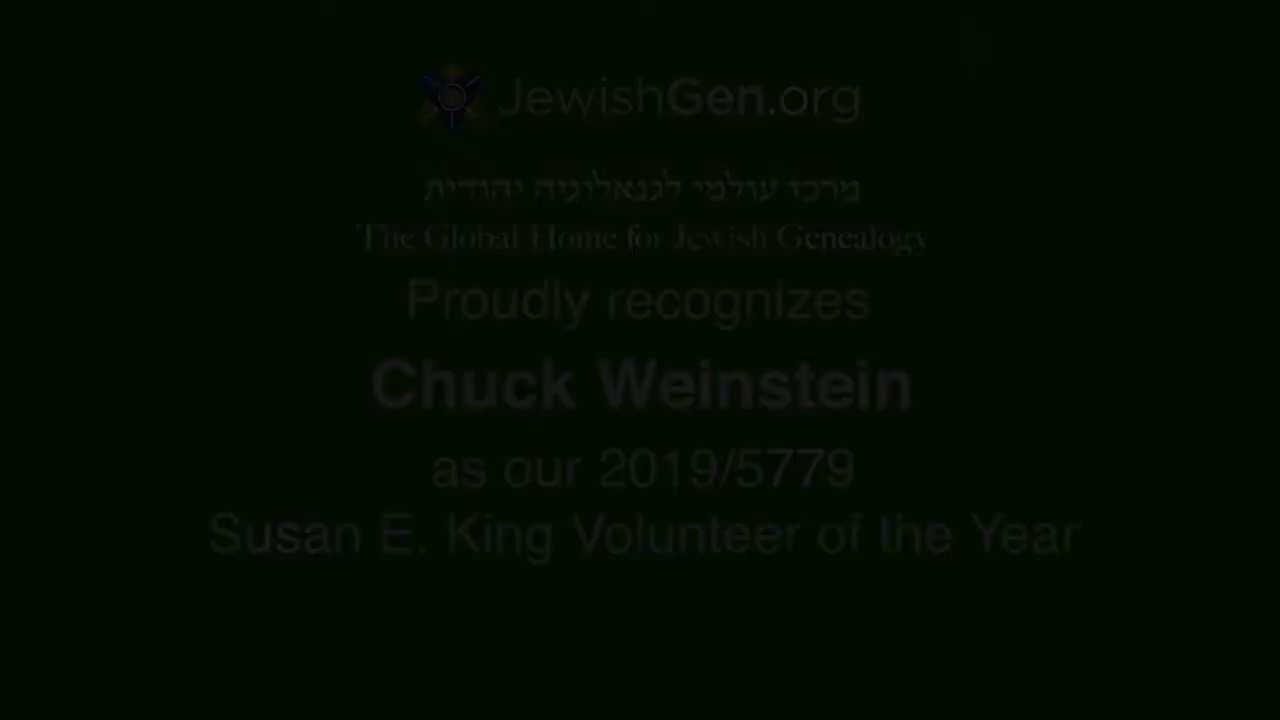 JewishGen.org
מרכז עולמי לגנאלוגיה יהודית
The Global Home for Jewish Genealogy
Proudly recognizes
Chuck Weinstein
as our 2019/5779
Susan E. King Volunteer of the Year